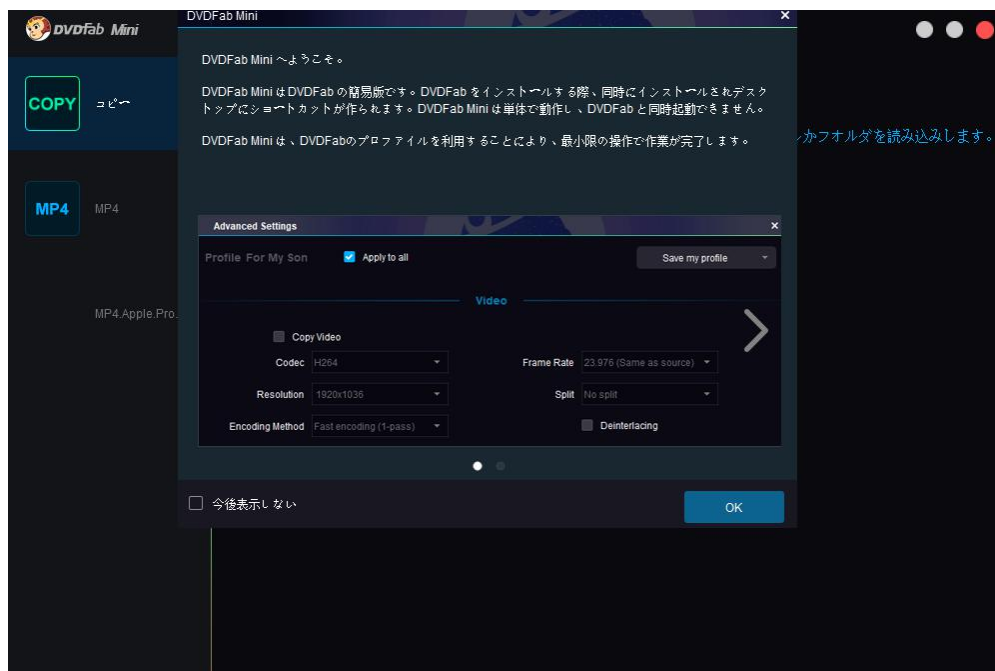 DVDFab Mini
DVDFab Mini
×
COPY
コピー
MP4
MP4
MP4.Apple.Pro.
DVDFab Mini へようこそ。
DVDFab Mini は DVDFab の簡易版です。DVDFab をインストールする際、同時にインストールされデスク
トップにショートカットが作られます。DVDFab Mini は単体で動作し、DVDFab と同時起動できません。
DVDFab Mini は、DVDFabのプロファイルを利用することにより、最小限の操作で作業が完了します。
かフォルダを読み込みします。
Advanced Settings
×
Profile For My Son
Apply to all
Save my profile
Video
Copy Video
Codec H264
Frame Rate 23.976 (Same as source)
Resolution 1920x1036
Split No split
Encoding Method Fast encoding (1-pass)
Deinterlacing
今後表示しない
OK